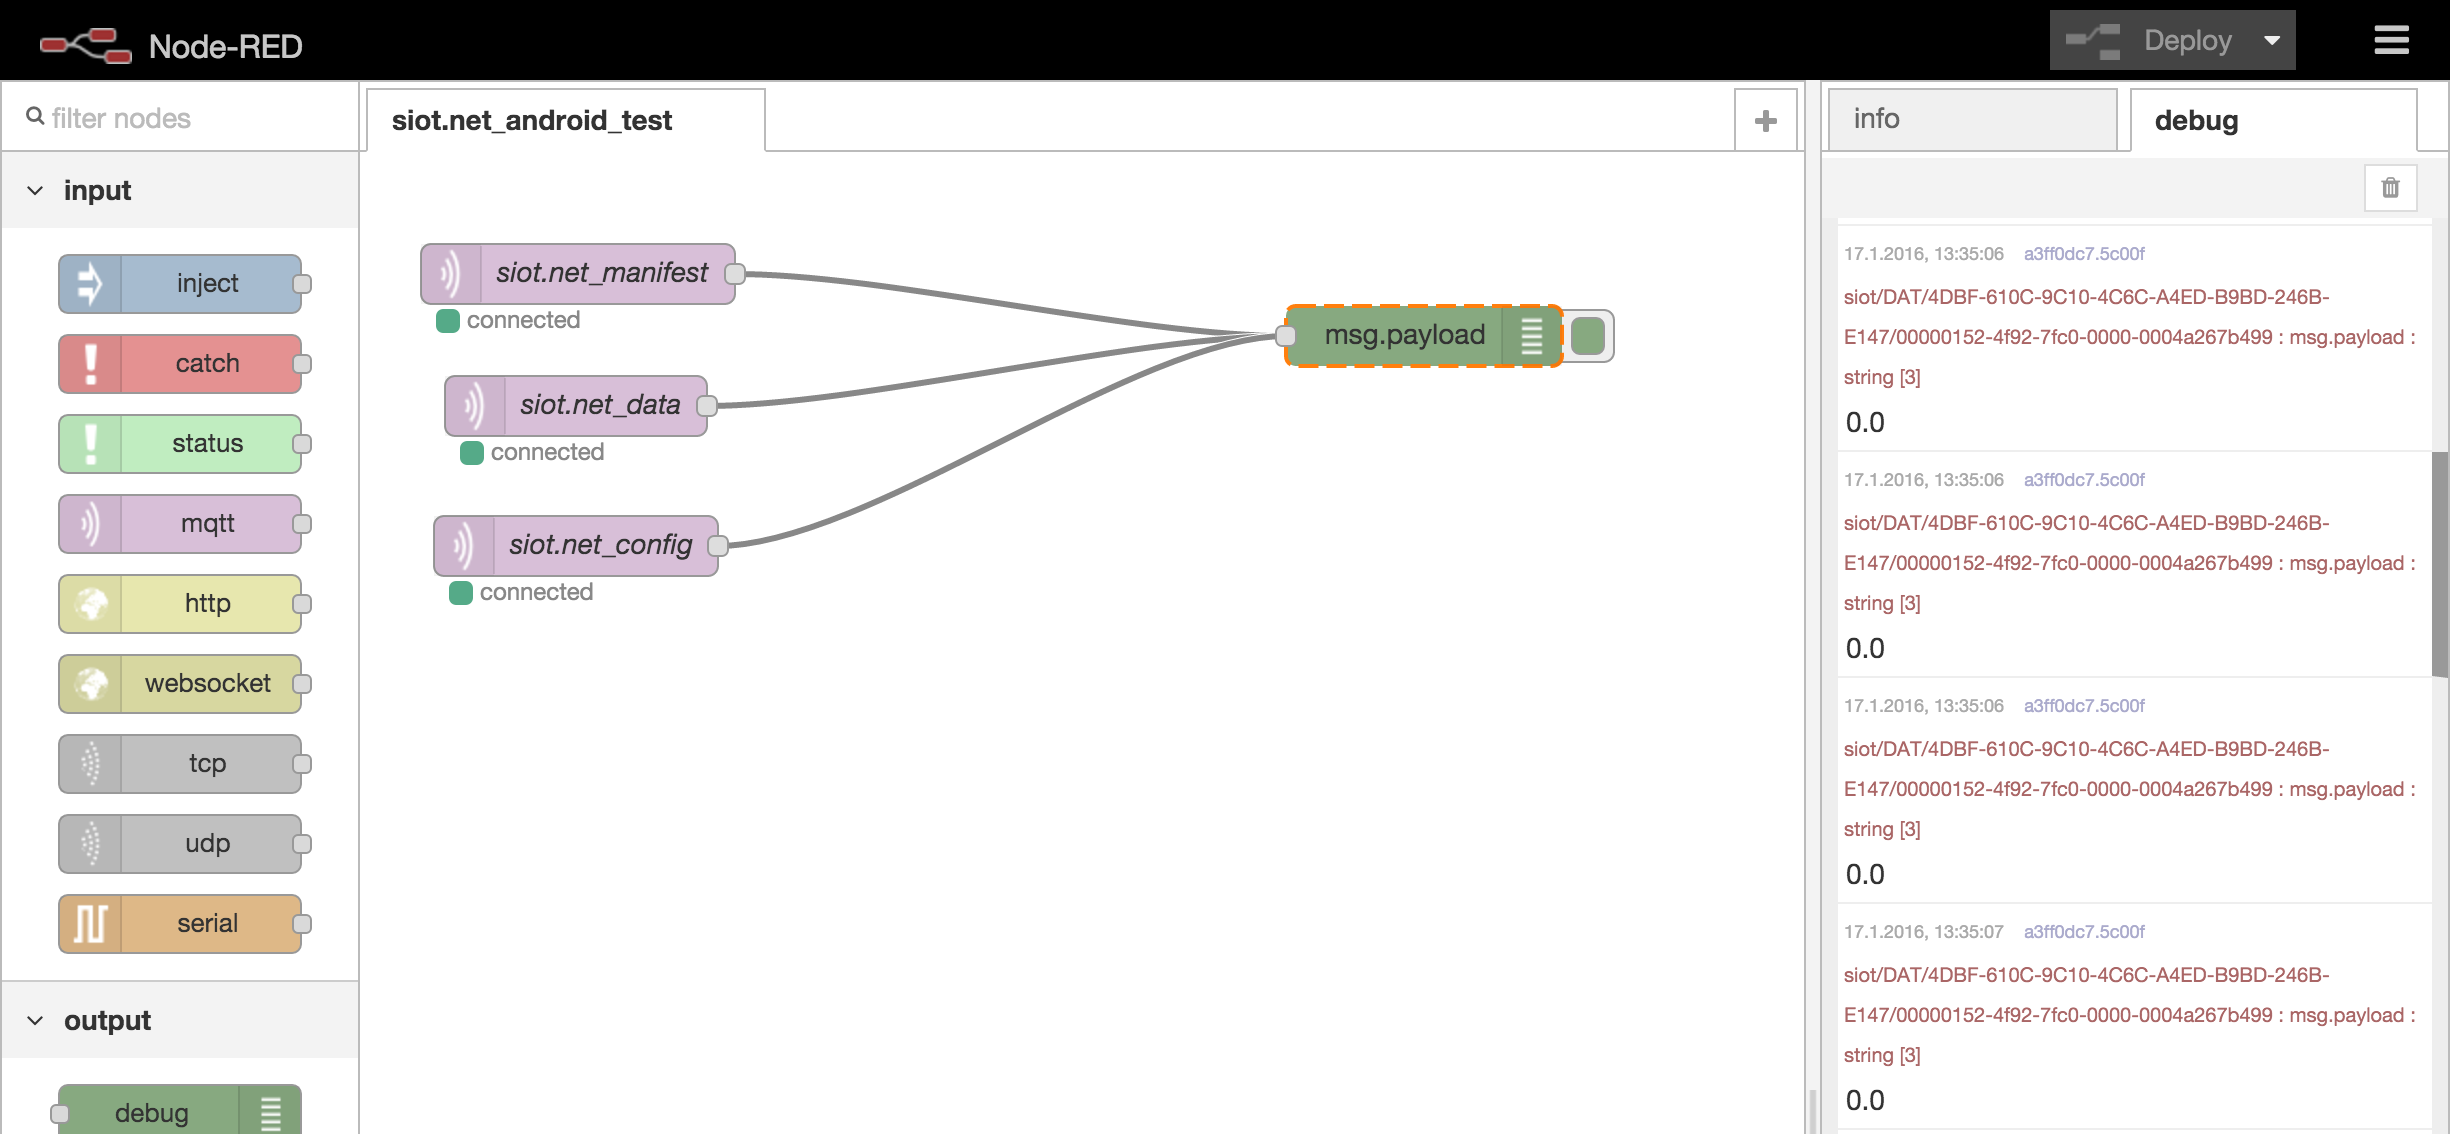 Node-RED
Deploy
filter nodes
siot.net_android_test
info
debug
input
inject
catch
status
mqtt
http
websocket
tcp
udp
serial
output
debug
siot.net_manifest
connected
siot.net_data
connected
siot.net_config
connected
msg.payload
17.1.2016, 13:35:06 a3ff0dc7.5c00f
siot/DAT/4DBF-610C-9C10-4C6C-A4ED-B9BD-246B-
E147/00000152-4f92-7fc0-0000-0004a267b499 : msg.payload :
string [3]
0.0
17.1.2016, 13:35:06 a3ff0dc7.5c00f
siot/DAT/4DBF-610C-9C10-4C6C-A4ED-B9BD-246B-
E147/00000152-4f92-7fc0-0000-0004a267b499 : msg.payload :
string [3]
0.0
17.1.2016, 13:35:06 a3ff0dc7.5c00f
siot/DAT/4DBF-610C-9C10-4C6C-A4ED-B9BD-246B-
E147/00000152-4f92-7fc0-0000-0004a267b499 : msg.payload :
string [3]
0.0
17.1.2016, 13:35:07 a3ff0dc7.5c00f
siot/DAT/4DBF-610C-9C10-4C6C-A4ED-B9BD-246B-
E147/00000152-4f92-7fc0-0000-0004a267b499 : msg.payload :
string [3]
0.0